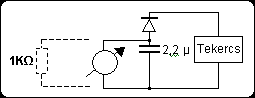 1KΩ
2,2 µ
Tekercs